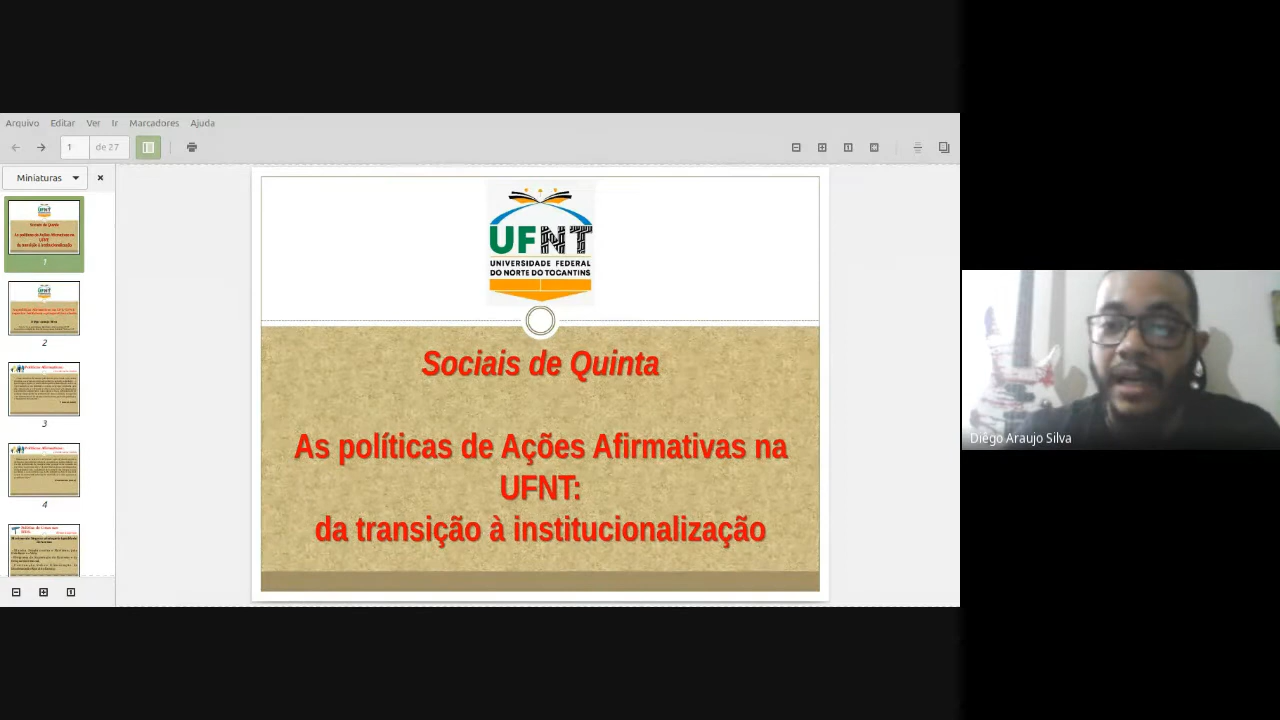 Arquivo Editar Ver Ir Marcadores Ajuda
1 de 27
Miniaturas
UFNT
UNIVERSIDADE FEDERAL
DO NORTE DO TOCANTINS
Sociais de Quinta
As políticas de Ações Afirmativas na
UFNT:
da transição à institucionalização
1
2
3
4
Diêgo Araujo Silva